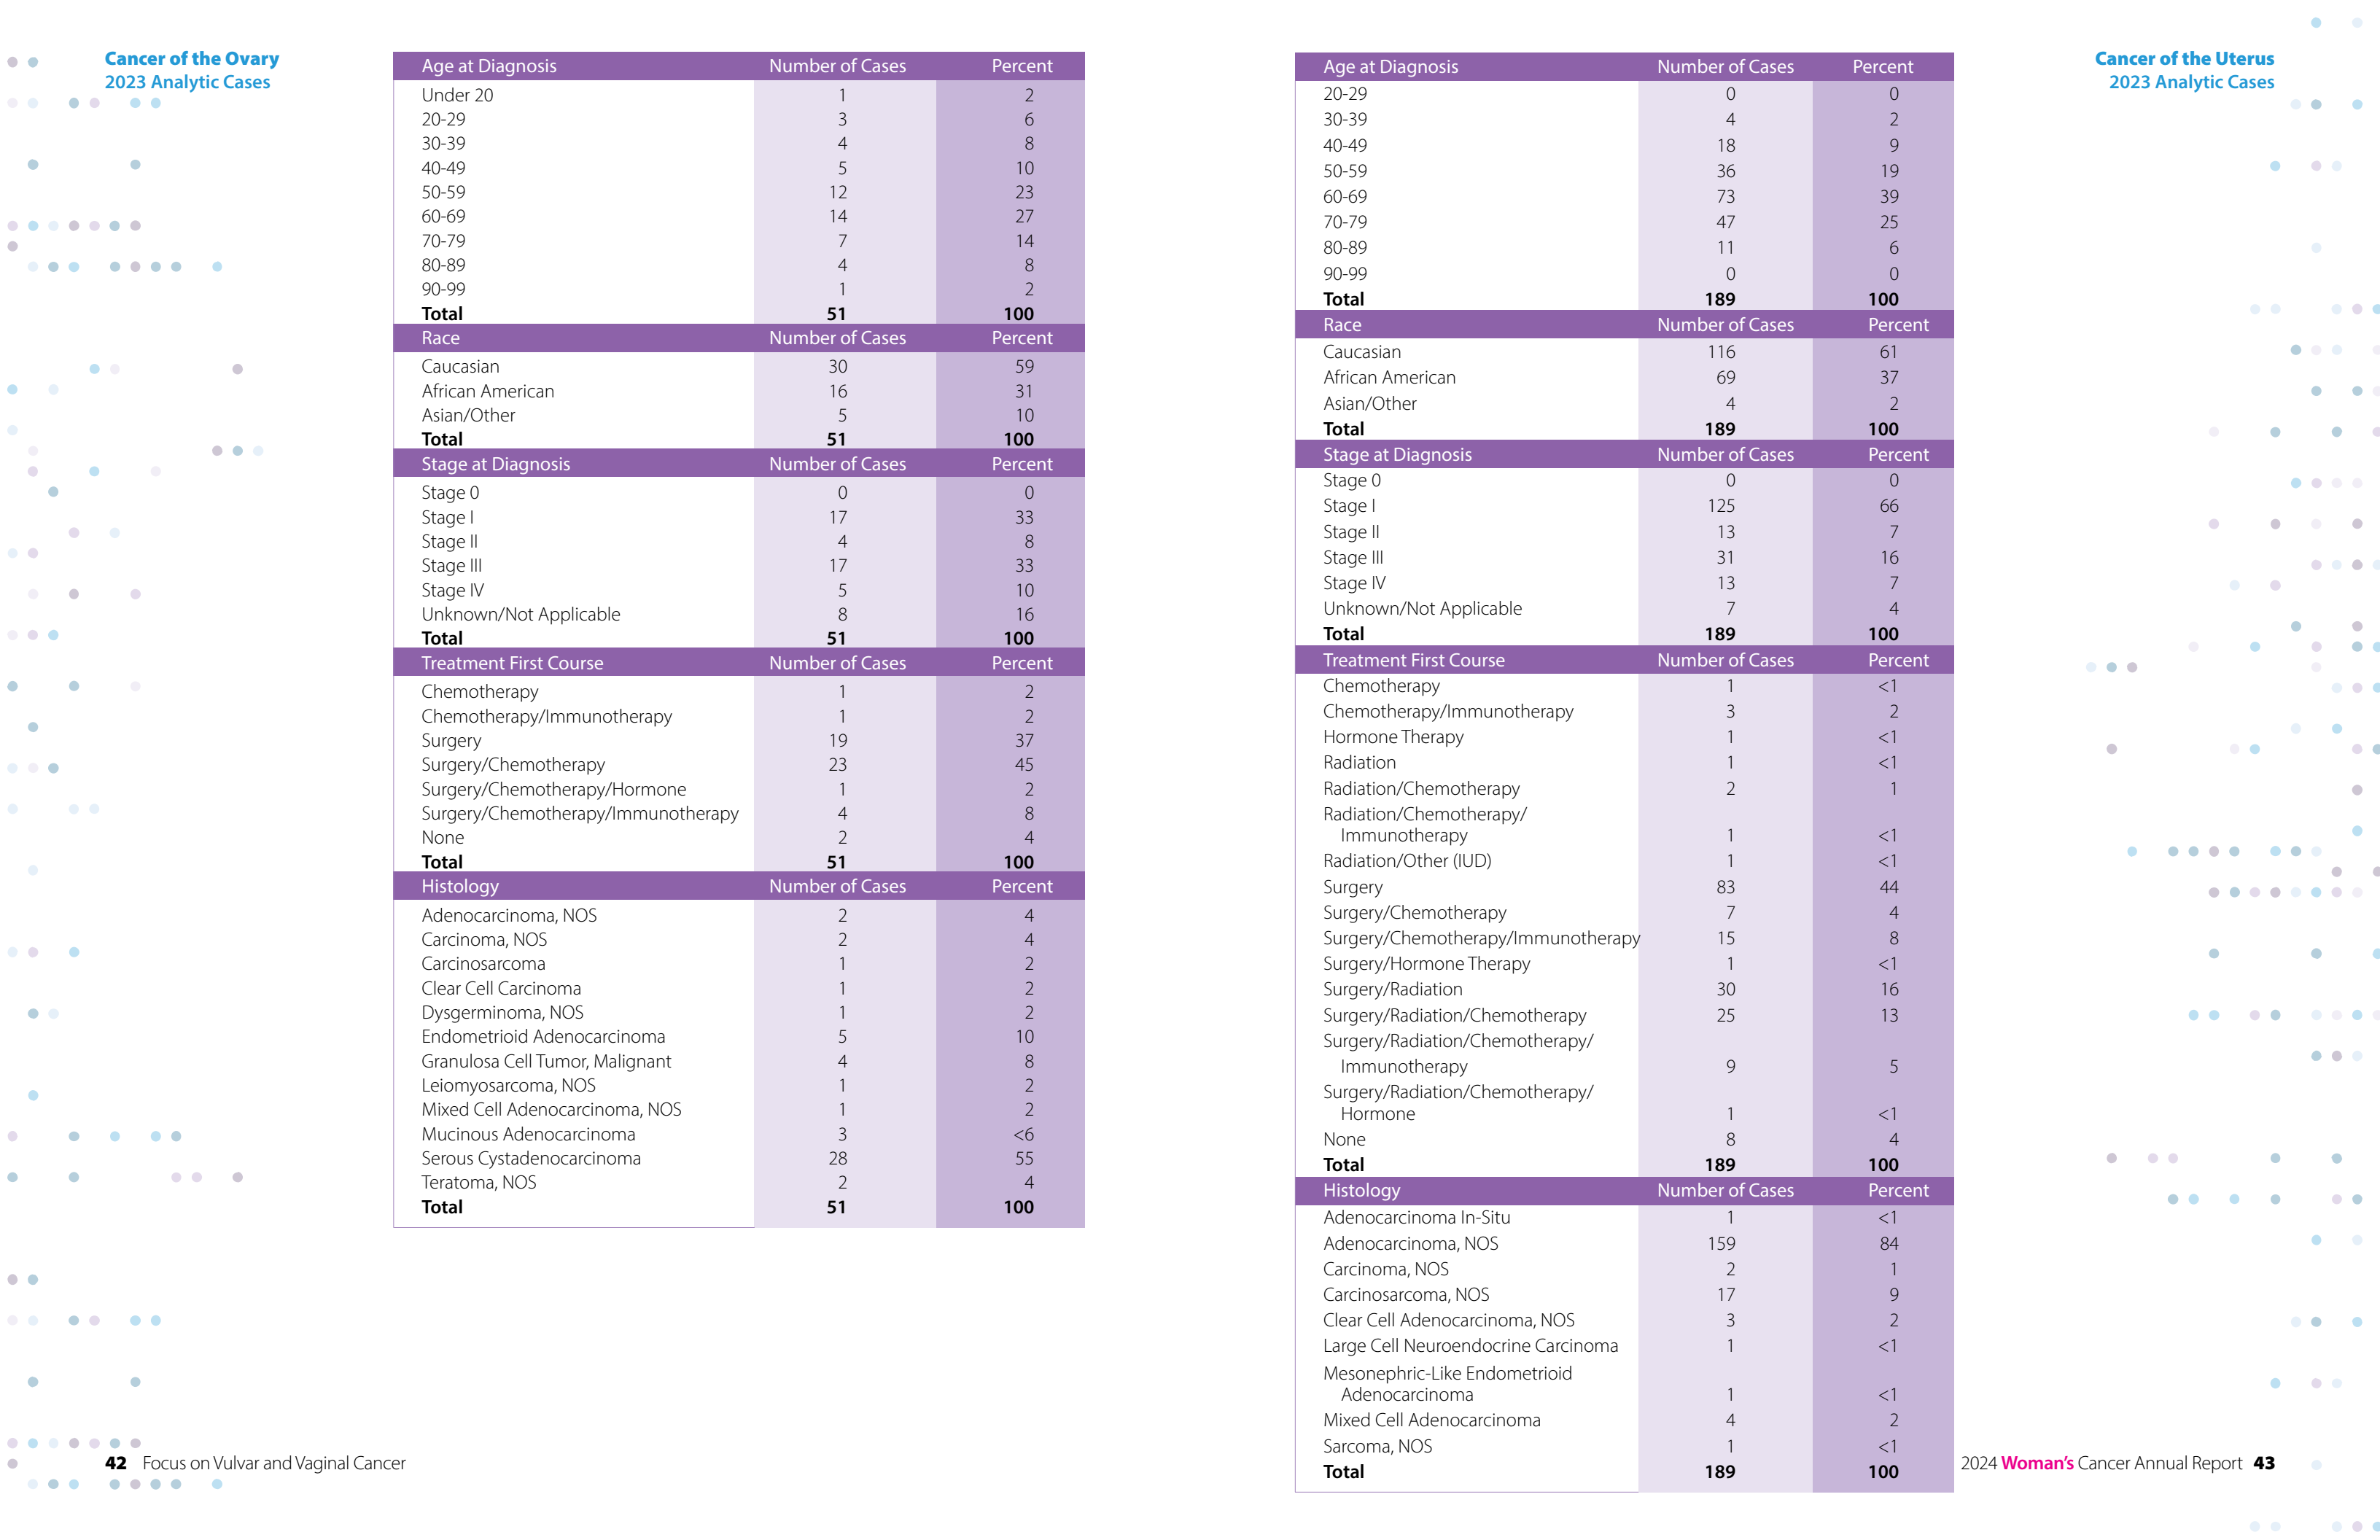 Cancer of the Ovary
2023 Analytic Cases
Age at Diagnosis Number of Cases Percent
Under 20 1 2
20-29 3 6
30-39 4 8
40-49 5 10
50-59 12 23
60-69 14 27
70-79 7 14
80-89 4 8
90-99 1 2
Total 51 100
Race Number of Cases Percent
Caucasian 30 59
African American 16 31
Asian/Other 5 10
Total 51 100
Stage at Diagnosis Number of Cases Percent
Stage 0 0 0
Stage I 17 33
Stage II 4 8
Stage III 17 33
Stage IV 5 10
Unknown/Not Applicable 8 16
Total 51 100
Treatment First Course Number of Cases Percent
Chemotherapy 1 2
Chemotherapy/Immunotherapy 1 2
Surgery 19 37
Surgery/Chemotherapy 23 45
Surgery/Chemotherapy/Hormone 1 2
Surgery/Chemotherapy/Immunotherapy 4 8
None 2 4
Total 51 100
Histology Number of Cases Percent
Adenocarcinoma, NOS 2 4
Carcinoma, NOS 2 4
Carcinosarcoma 1 2
Clear Cell Carcinoma 1 2
Dysgerminoma, NOS 1 2
Endometrioid Adenocarcinoma 5 10
Granulosa Cell Tumor, Malignant 4 8
Leiomyosarcoma, NOS 1 2
Mixed Cell Adenocarcinoma, NOS 1 2
Mucinous Adenocarcinoma 3 <6
Serous Cystadenocarcinoma 28 55
Teratoma, NOS 2 4
Total 51 100
42 Focus on Vulvar and Vaginal Cancer
Cancer of the Uterus
2023 Analytic Cases
Age at Diagnosis Number of Cases Percent
20-29 0 0
30-39 4 2
40-49 18 9
50-59 36 19
60-69 73 39
70-79 47 25
80-89 11 6
90-99 0 0
Total 189 100
Race Number of Cases Percent
Caucasian 116 61
African American 69 37
Asian/Other 4 2
Total 189 100
Stage at Diagnosis Number of Cases Percent
Stage 0 0 0
Stage I 125 66
Stage II 13 7
Stage III 31 16
Stage IV 13 7
Unknown/Not Applicable 7 4
Total 189 100
Treatment First Course Number of Cases Percent
Chemotherapy 1 <1
Chemotherapy/Immunotherapy 3 2
Hormone Therapy 1 <1
Radiation 1 <1
Radiation/Chemotherapy 2 1
Radiation/Chemotherapy/
Immunotherapy 1 <1
Radiation/Other (IUD) 1 <1
Surgery 83 44
Surgery/Chemotherapy 7 4
Surgery/Chemotherapy/Immunotherapy 15 8
Surgery/Hormone Therapy 1 <1
Surgery/Radiation 30 16
Surgery/Radiation/Chemotherapy 25 13
Surgery/Radiation/Chemotherapy/
Immunotherapy 9 5
Surgery/Radiation/Chemotherapy/
Hormone 1 <1
None 8 4
Total 189 100
Histology Number of Cases Percent
Adenocarcinoma In-Situ 1 <1
Adenocarcinoma, NOS 159 84
Carcinoma, NOS 2 1
Carcinosarcoma, NOS 17 9
Clear Cell Adenocarcinoma, NOS 3 2
Large Cell Neuroendocrine Carcinoma 1 <1
Mesonephric-Like Endometrioid
Adenocarcinoma 1 <1
Mixed Cell Adenocarcinoma 4 2
Sarcoma, NOS 1 <1
Total 189 100
2024 Woman's Cancer Annual Report 43